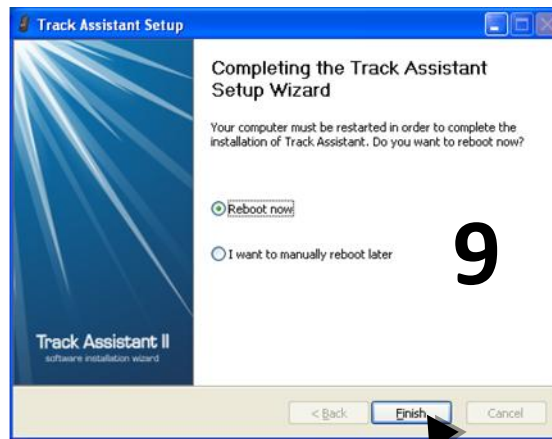 Track Assistant Setup
Completing the Track Assistant
Setup Wizard
Your computer must be restarted in order to complete the
installation of Track Assistant. Do you want to reboot now?
Reboot now
I want to manually reboot later
9
Track Assistant II
software installation wizard
< Back
Finish
Cancel